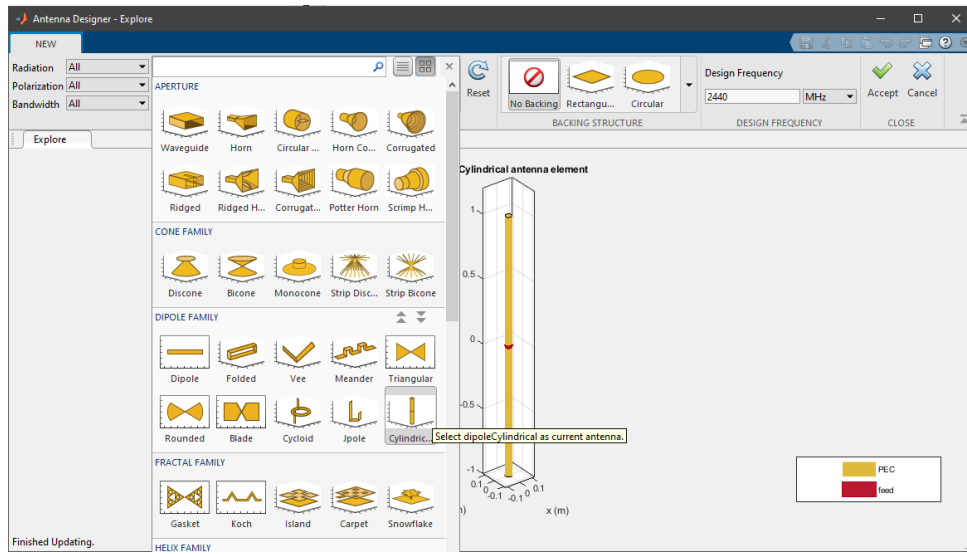 Antenna Designer - Explore
NEW
Radiation All
Polarization All
Bandwidth All
Reset
No Backing Rectangu... Circular
BACKING STRUCTURE
Design Frequency
2440 MHz
DESIGN FREQUENCY
Accept Cancel
CLOSE
Explore
APERTURE
Waveguide Horn Circular ... Horn Co... Corrugated
Ridged Ridged H... Corrugat... Potter Horn Scrimp H...
CONE FAMILY
Discone Bicone Monocone Strip Disc... Strip Bicone
DIPOLE FAMILY
Dipole Folded Vee Meander Triangular
Rounded Blade Cycloid Jpole Cylindric...
Select dipoleCylindrical as current antenna.
FRACTAL FAMILY
Gasket Koch Island Carpet Snowflake
HELIX FAMILY
Cylindrical antenna element
1
0.5
0
-0.5
-1
0.1
0
-0.1
-0.1
0
0.1
x (m)
PEC
feed
Finished Updating.